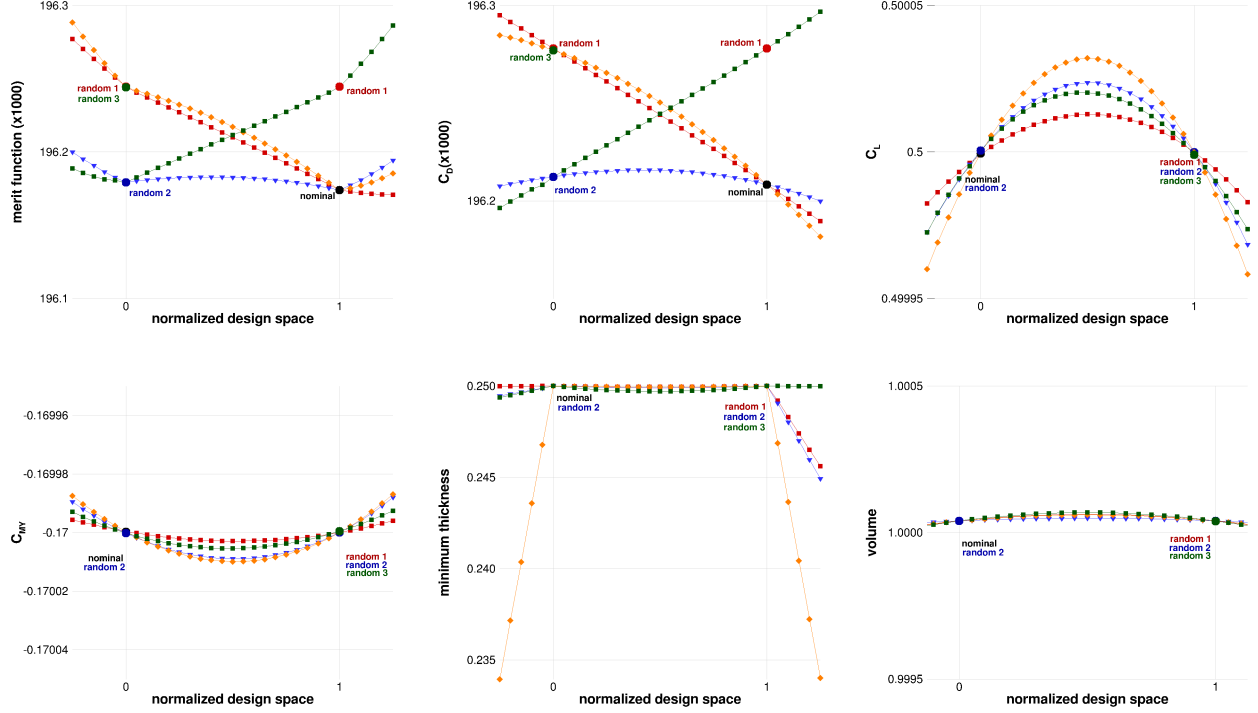 196.3
196.2
196.1
merit function (x1000)
random 1
random 3
random 2
random 1
nominal
0
1
normalized design space
196.3
196.2
C_D(x1000)
random 1
random 3
random 2
random 1
nominal
0
1
normalized design space
0.50005
0.5
0.49995
C_L
nominal
random 2
random 1
random 2
random 3
0
1
normalized design space
-0.16996
-0.16998
-0.17
-0.17002
-0.17004
C_MY
nominal
random 2
random 1
random 2
random 3
0
1
normalized design space
0.250
0.245
0.240
0.235
minimum thickness
nominal
random 2
random 1
random 2
random 3
0
1
normalized design space
1.0005
1.0000
0.9995
volume
nominal
random 2
random 1
random 2
random 3
0
1
normalized design space